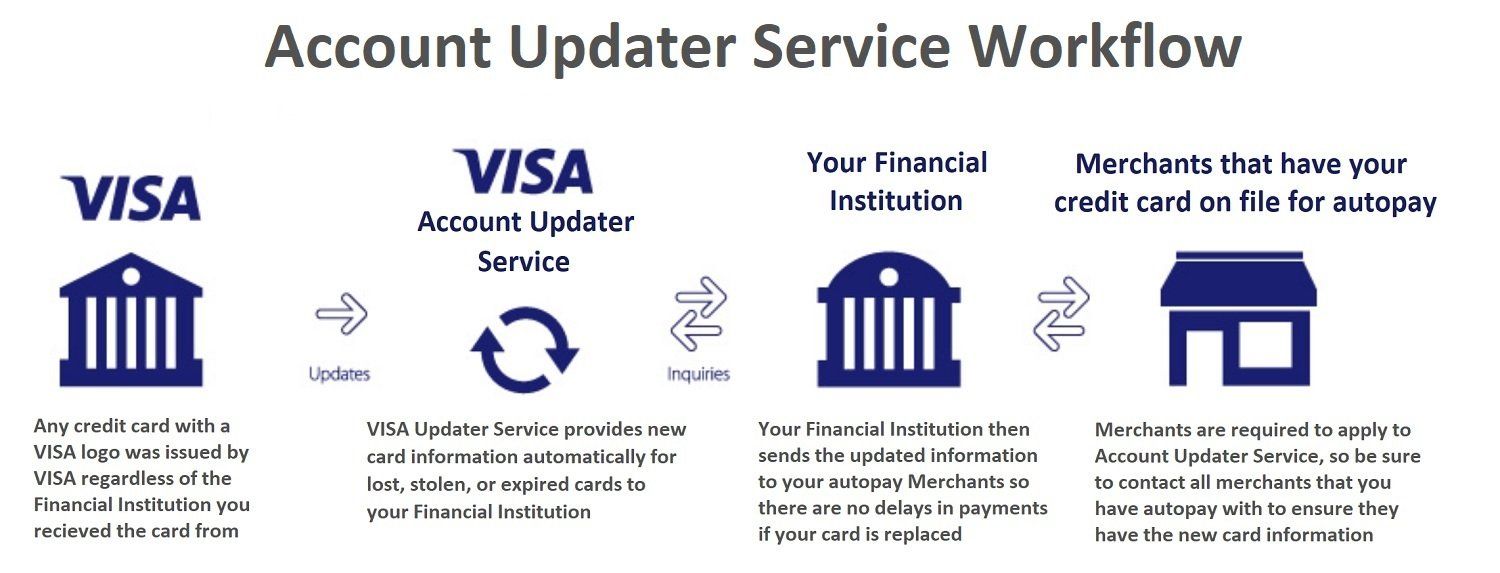 Account Updater Service Workflow
VISA
Any credit card with a
VISA logo was issued by
VISA regardless of the
Financial Institution you
recieved the card from
Updates
VISA
Account Updater
Service
VISA Updater Service provides new
card information automatically for
lost, stolen, or expired cards to
your Financial Institution
Inquiries
Your Financial
Institution
Your Financial Institution then
sends the updated information
to your autopay Merchants so
there are no delays in payments
if your card is replaced
Merchants that have your
credit card on file for autopay
Merchants are required to apply to
Account Updater Service, so be sure
to contact all merchants that you
have autopay with to ensure they
have the new card information